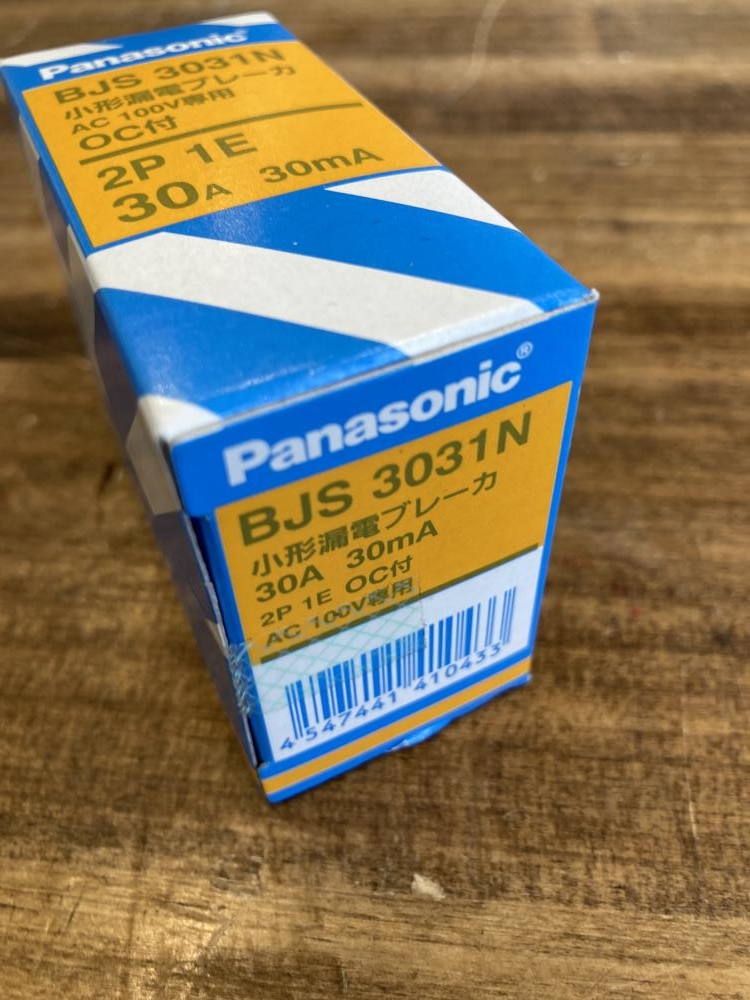 Panasonic
BJS 3031N
小形漏電ブレーカ
AC 100V専用
OC付
2P 1E
30A 30mA
Panasonic®
BJS 3031N
小形漏電ブレーカ
30A 30mA
2P 1E OC付
AC 100V専用
4 547441 410433